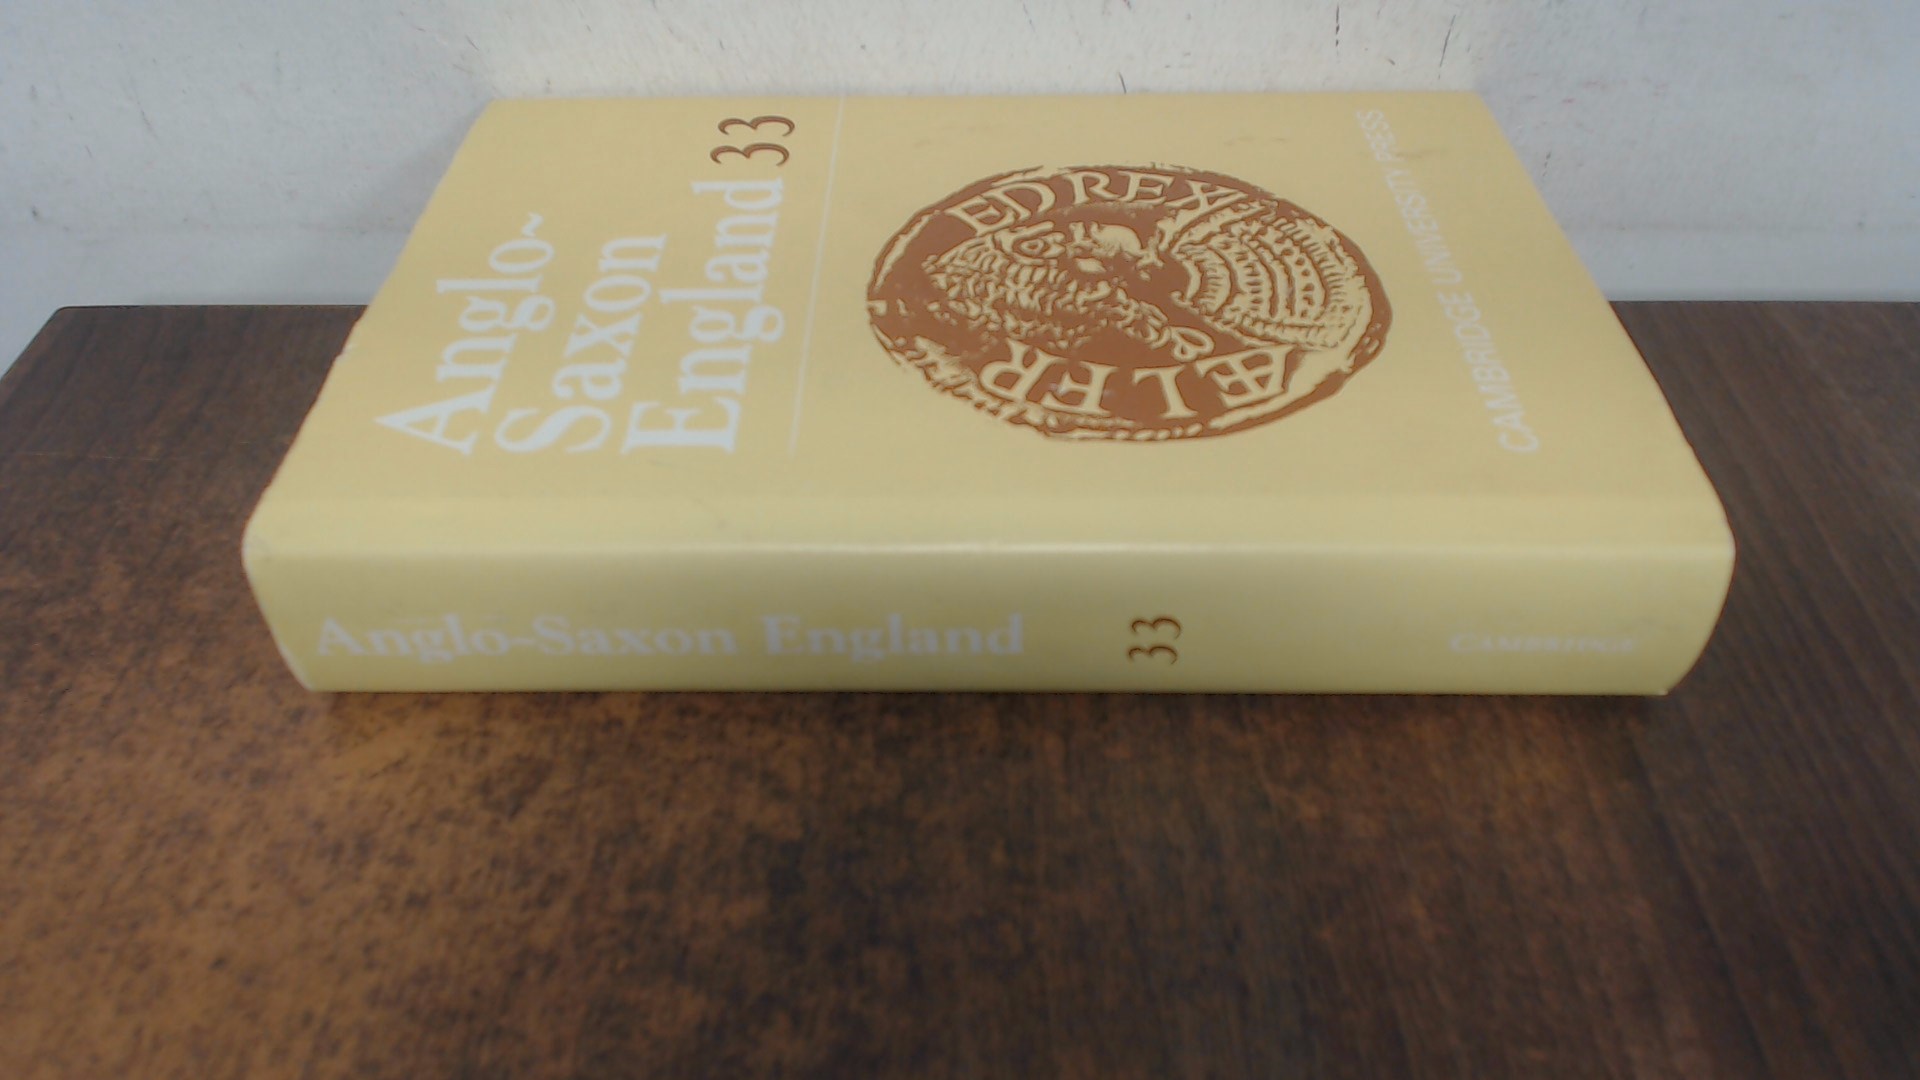 Anglo-
Saxon
England 33
ÆLFR
ED REX
CAMBRIDGE UNIVERSITY PRESS
Anglo-Saxon England 33 CAMBRIDGE